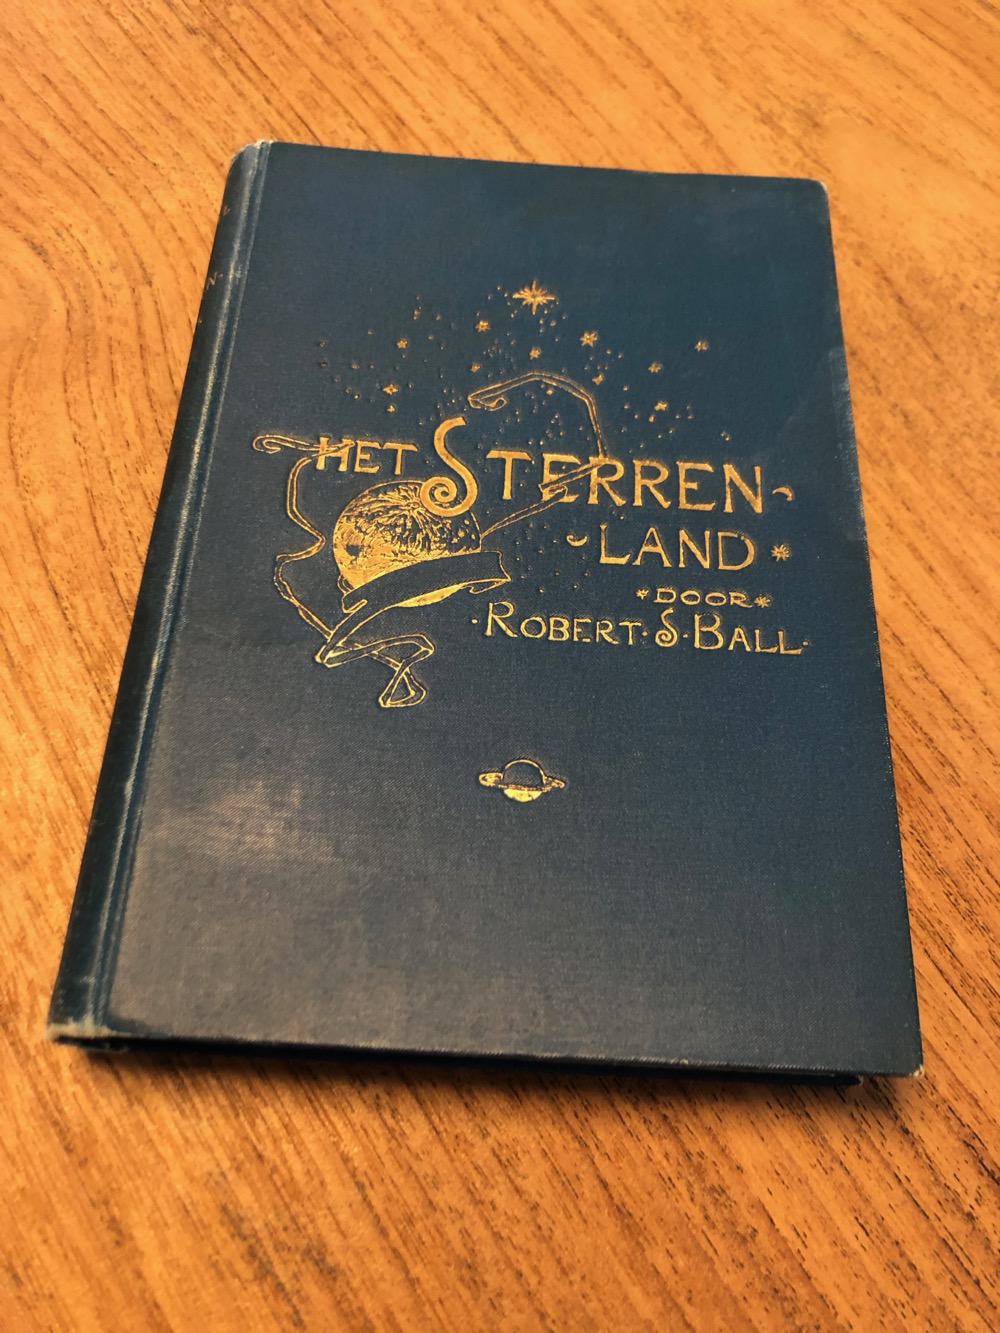 HET STERREN-
LAND
DOOR
ROBERT·S·BALL